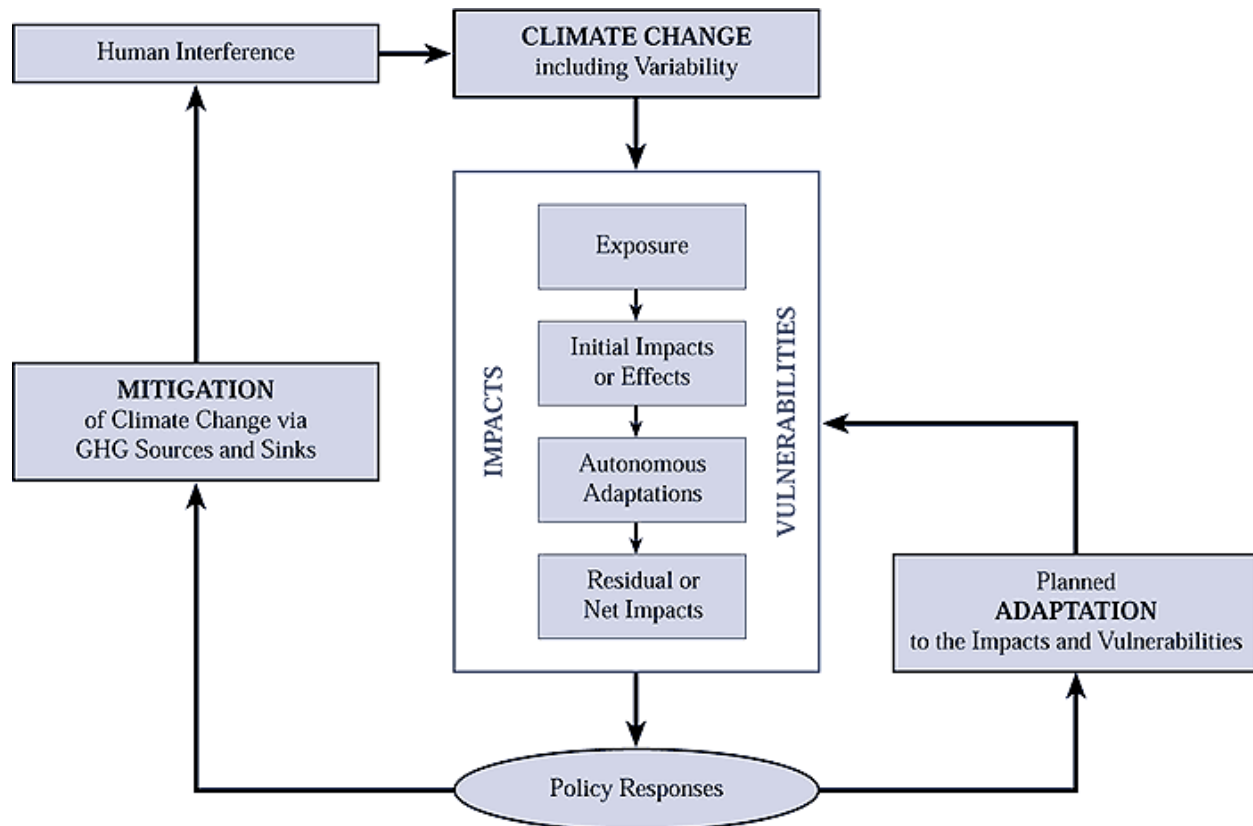 Human Interference
CLIMATE CHANGE
including Variability
Exposure
Initial Impacts
or Effects
Autonomous
Adaptations
Residual or
Net Impacts
IMPACTS
VULNERABILITIES
MITIGATION
of Climate Change via
GHG Sources and Sinks
Planned
ADAPTATION
to the Impacts and Vulnerabilities
Policy Responses